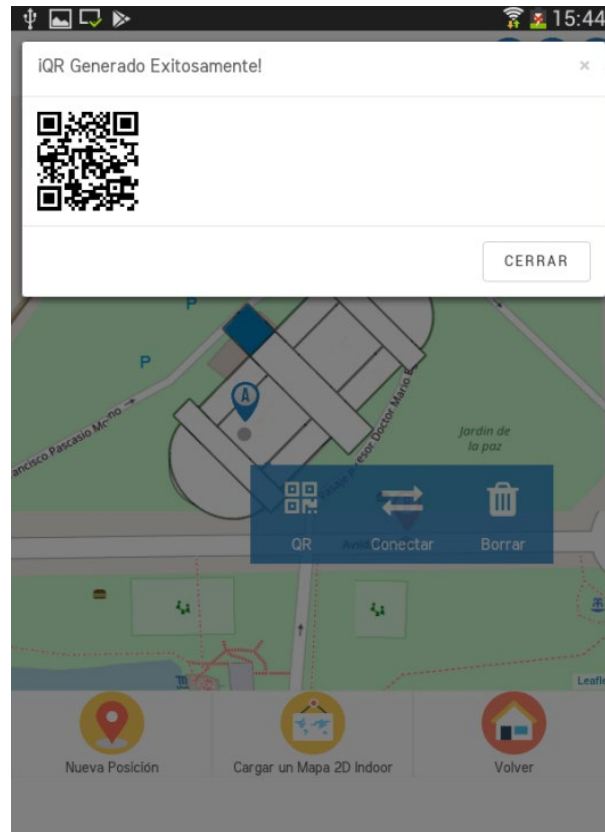 15:44
¡QR Generado Exitosamente!
×
CERRAR
P
P
A
Jardín de
la paz
QR
Conectar
Borrar
Leafle
Nueva Posición
Cargar un Mapa 2D Indoor
Volver